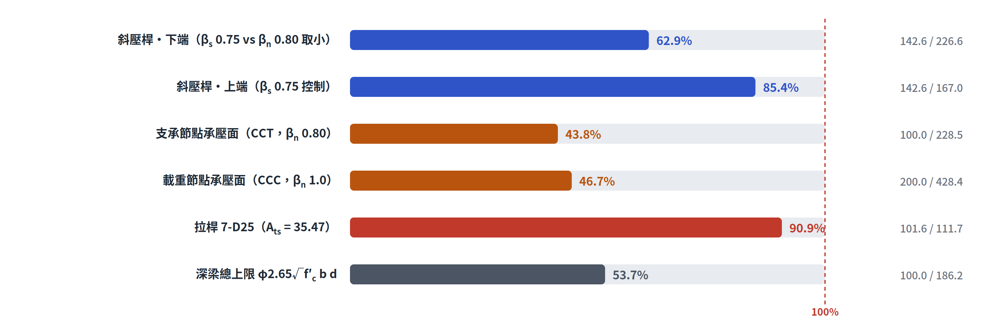 斜壓桿・下端（βs 0.75 vs βn 0.80 取小） 62.9% 142.6 / 226.6
斜壓桿・上端（βs 0.75 控制） 85.4% 142.6 / 167.0
支承節點承壓面（CCT，βn 0.80） 43.8% 100.0 / 228.5
載重節點承壓面（CCC，βn 1.0） 46.7% 200.0 / 428.4
拉桿 7-D25（Ats = 35.47） 90.9% 101.6 / 111.7
深梁總上限 φ2.65√f′c b d 53.7% 100.0 / 186.2
100%